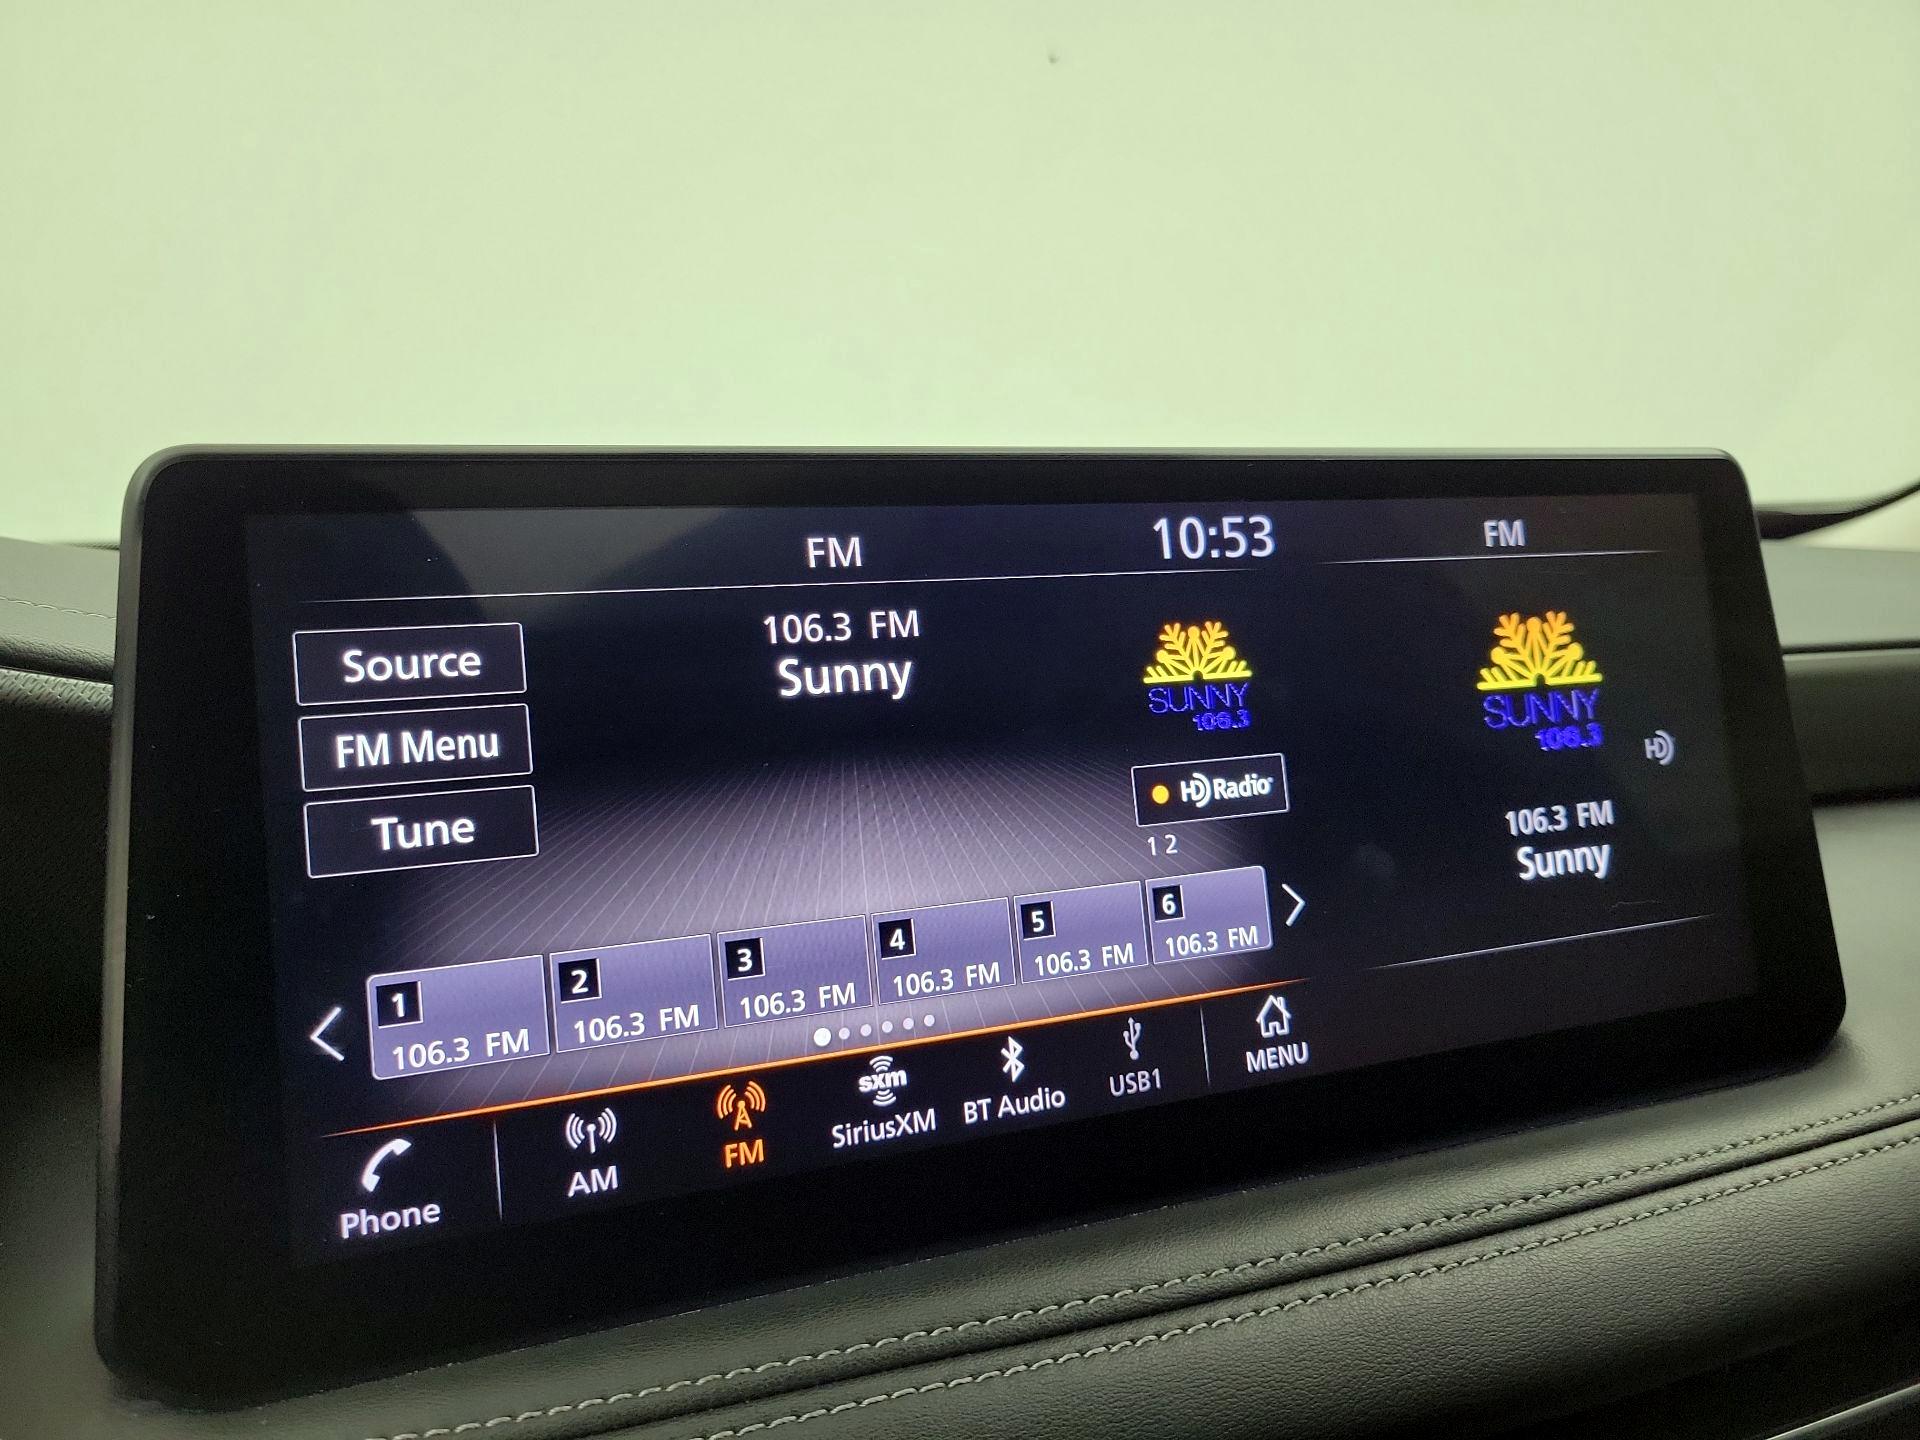 FM
10:53
FM
Source
FM Menu
Tune
106.3 FM
Sunny
SUNNY
106.3
HD Radio
1 2
SUNNY
106.3
HD
106.3 FM
Sunny
1
106.3 FM
2
106.3 FM
3
106.3 FM
4
106.3 FM
5
106.3 FM
6
106.3 FM
Phone
AM
FM
sxm
SiriusXM
BT Audio
USB1
MENU